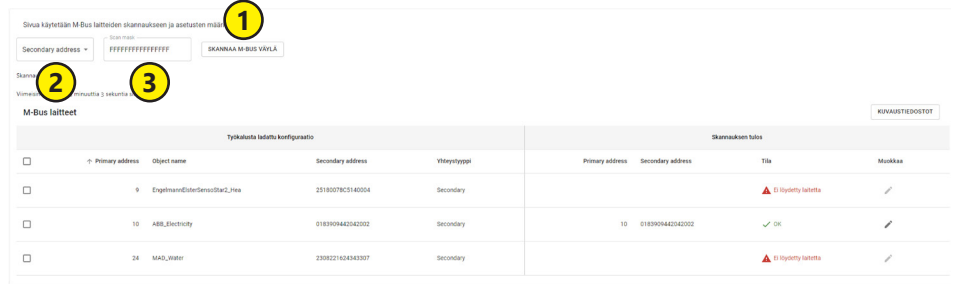 Sivua käytetään M-Bus laitteiden skannaukseen ja asetusten
1
Scan mask
Secondary address FFFFFFFFFFFFFFFF SKANNAA M-BUS VÄYLÄ
2 3
minuuttia 3 sekuntia
M-Bus laitteet KUVAUSTIEDOSTOT
Työkalusta ladattu konfiguraatio Skannauksen tulos
Primary address Object name Secondary address Yhteystyyppi Primary address Secondary address Tila Muokkaa
9 EngelmannElsterSensoStar2_Hea 25180078C5140004 Secondary Ei löydetty laitetta
10 ABB_Electricity 0183909442042002 Secondary 10 0183909442042002 OK
24 MAD_Water 2308221624343307 Secondary Ei löydetty laitetta